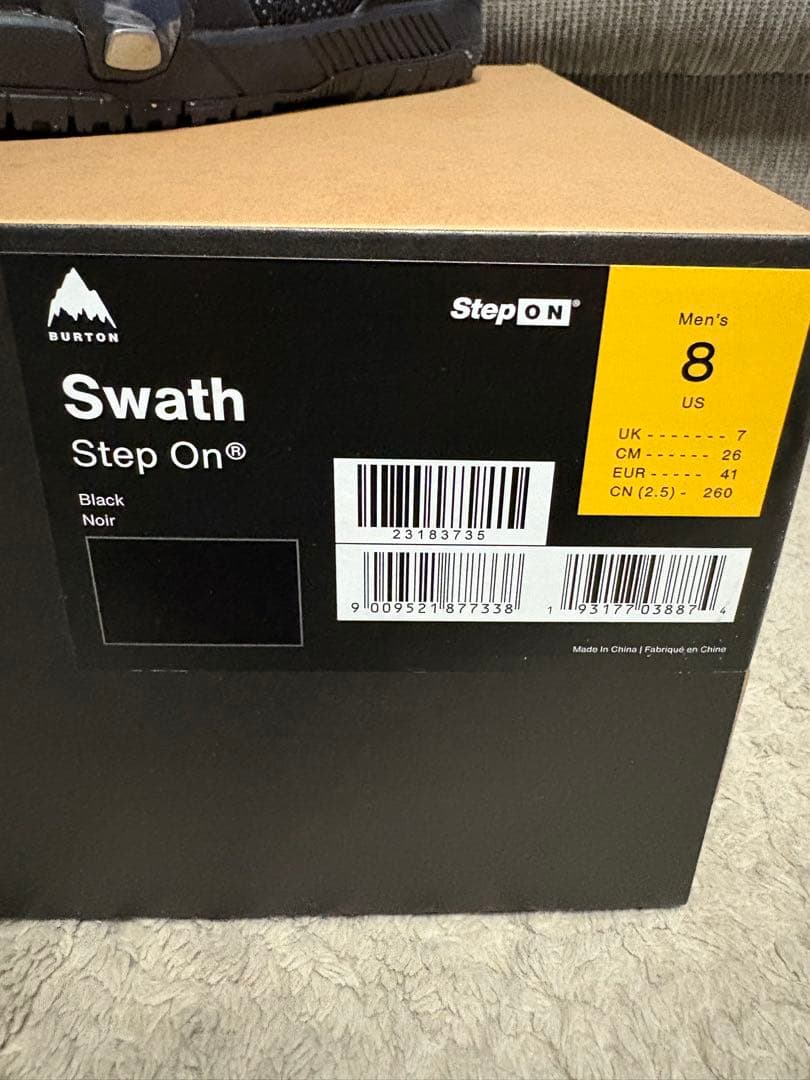 BURTON
Swath
Step On®
Black
Noir
StepON®
Men's
8
US
UK - - - - - - - 7
CM - - - - - - 26
EUR - - - - - 41
CN (2.5) - 260
23183735
9 009521 877338
1 93177 03887 4
Made In China | Fabriqué en Chine